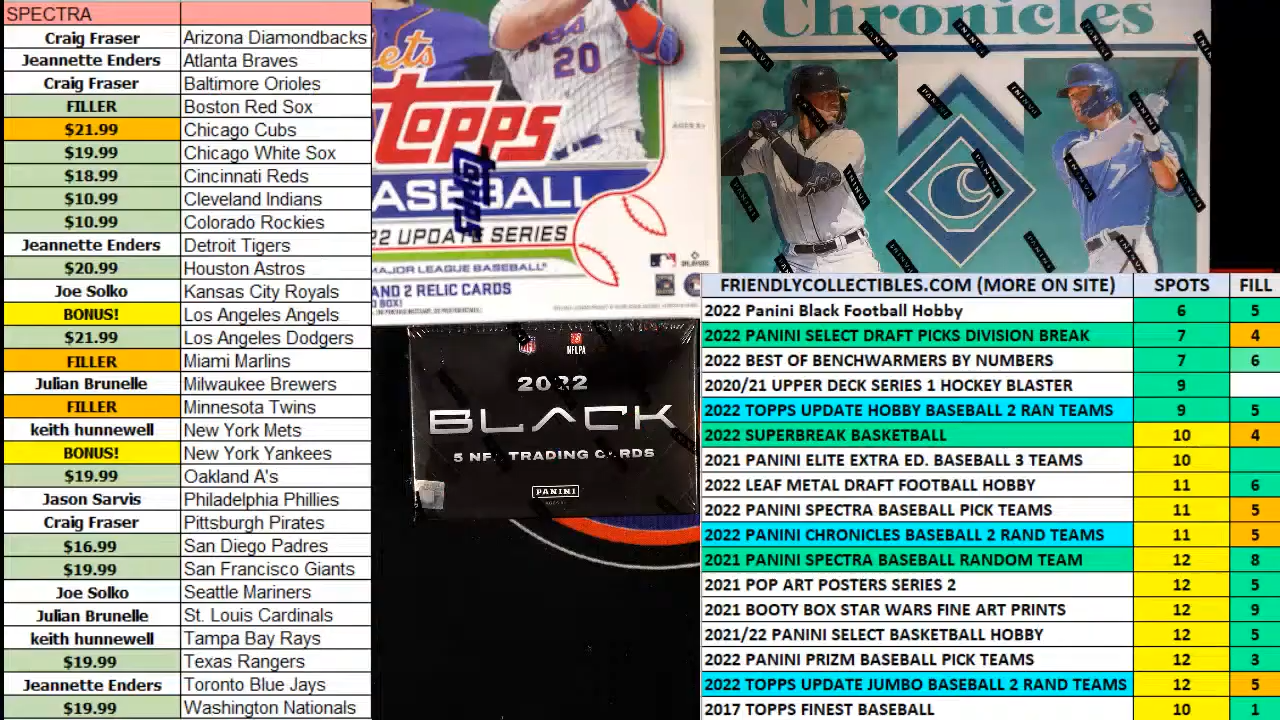 SPECTRA
Craig Fraser Arizona Diamondbacks
Jeannette Enders Atlanta Braves
Craig Fraser Baltimore Orioles
FILLER Boston Red Sox
$21.99 Chicago Cubs
$19.99 Chicago White Sox
$18.99 Cincinnati Reds
$10.99 Cleveland Indians
$10.99 Colorado Rockies
Jeannette Enders Detroit Tigers
$20.99 Houston Astros
Joe Solko Kansas City Royals
BONUS! Los Angeles Angels
$21.99 Los Angeles Dodgers
FILLER Miami Marlins
Julian Brunelle Milwaukee Brewers
FILLER Minnesota Twins
keith hunnewell New York Mets
BONUS! New York Yankees
$19.99 Oakland A's
Jason Sarvis Philadelphia Phillies
Craig Fraser Pittsburgh Pirates
$16.99 San Diego Padres
$19.99 San Francisco Giants
Joe Solko Seattle Mariners
Julian Brunelle St. Louis Cardinals
keith hunnewell Tampa Bay Rays
$19.99 Texas Rangers
Jeannette Enders Toronto Blue Jays
$19.99 Washington Nationals
ets
20
TOPPS
topps
ASEBALL
22 UPDATE SERIES
MAJOR LEAGUE BASEBALL
AND 2 RELIC CARDS
BOX!
Chronicles
PANINI
PANINI
PANINI
PANINI
PANINI
7
NFL
NFLPA
2022
BLACK
5 NFL TRADING CARDS
PANINI
FRIENDLYCOLLECTIBLES.COM (MORE ON SITE) SPOTS FILL
2022 Panini Black Football Hobby 6 5
2022 PANINI SELECT DRAFT PICKS DIVISION BREAK 7 4
2022 BEST OF BENCHWARMERS BY NUMBERS 7 6
2020/21 UPPER DECK SERIES 1 HOCKEY BLASTER 9
2022 TOPPS UPDATE HOBBY BASEBALL 2 RAN TEAMS 9 5
2022 SUPERBREAK BASKETBALL 10 4
2021 PANINI ELITE EXTRA ED. BASEBALL 3 TEAMS 10
2022 LEAF METAL DRAFT FOOTBALL HOBBY 11 6
2022 PANINI SPECTRA BASEBALL PICK TEAMS 11 5
2022 PANINI CHRONICLES BASEBALL 2 RAND TEAMS 11 5
2021 PANINI SPECTRA BASEBALL RANDOM TEAM 12 8
2021 POP ART POSTERS SERIES 2 12 5
2021 BOOTY BOX STAR WARS FINE ART PRINTS 12 9
2021/22 PANINI SELECT BASKETBALL HOBBY 12 5
2022 PANINI PRIZM BASEBALL PICK TEAMS 12 3
2022 TOPPS UPDATE JUMBO BASEBALL 2 RAND TEAMS 12 5
2017 TOPPS FINEST BASEBALL 10 1